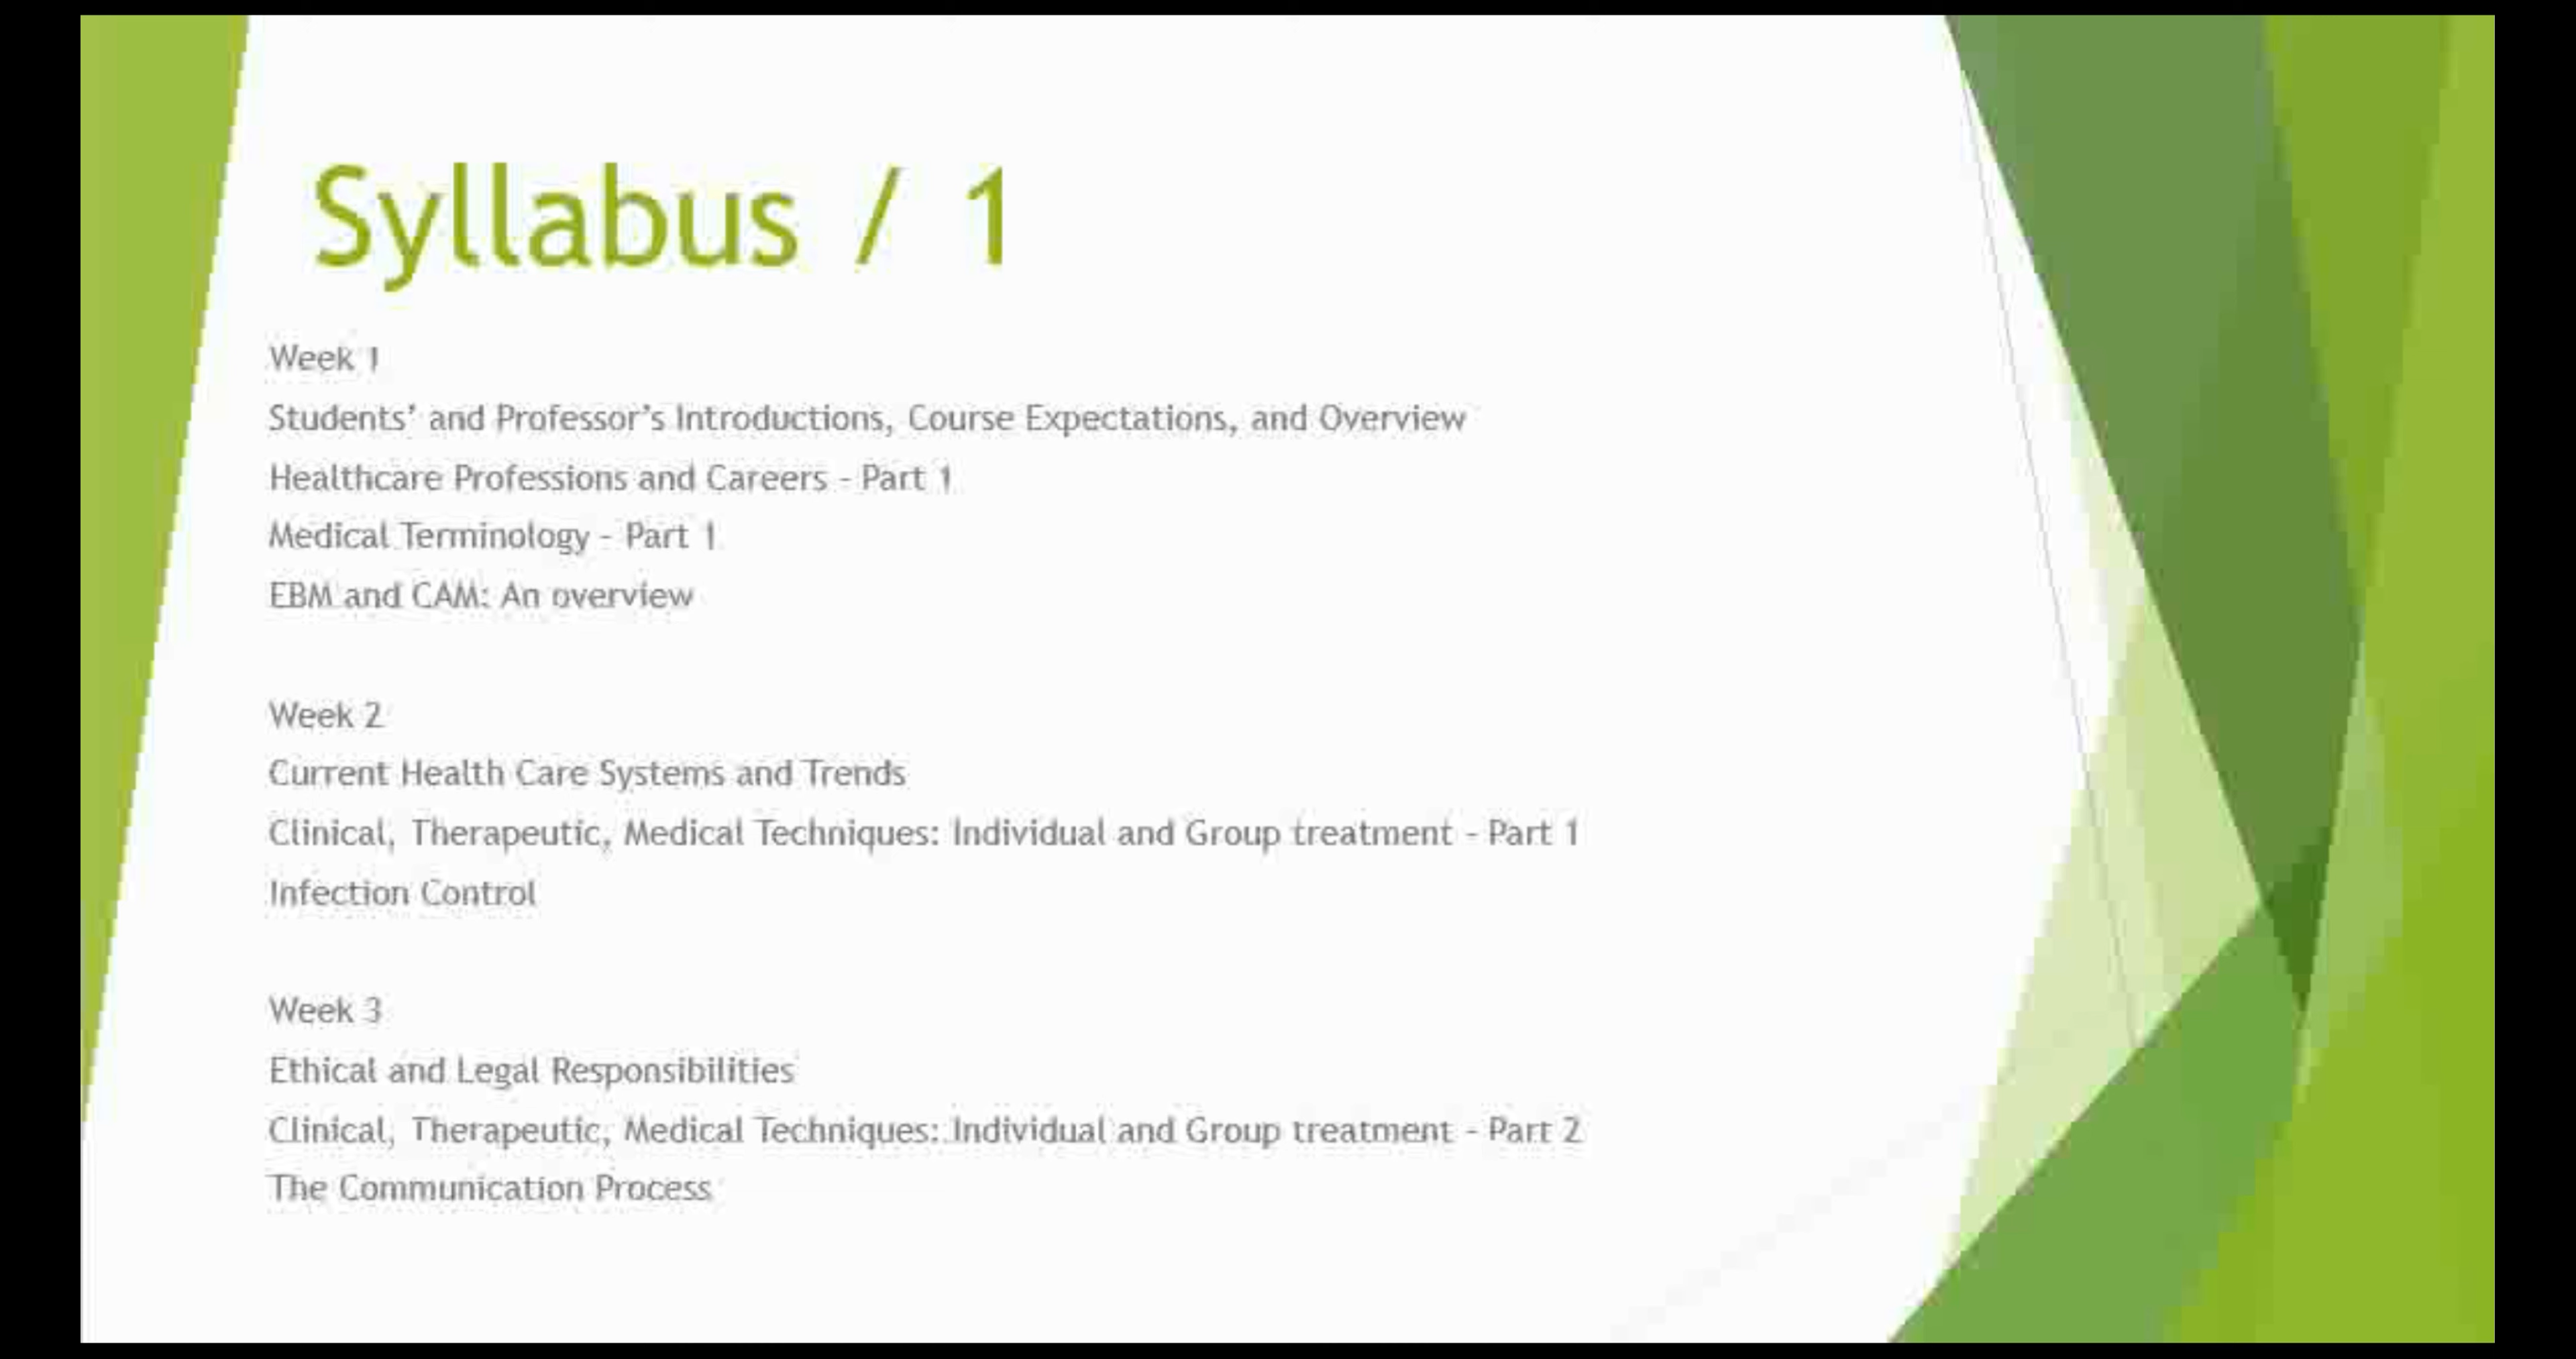 Syllabus / 1
Week 1
Students’ and Professor’s Introductions, Course Expectations, and Overview
Healthcare Professions and Careers - Part 1
Medical Terminology - Part 1
EBM and CAM: An overview
Week 2
Current Health Care Systems and Trends
Clinical, Therapeutic, Medical Techniques: Individual and Group treatment - Part 1
Infection Control
Week 3
Ethical and Legal Responsibilities
Clinical, Therapeutic, Medical Techniques: Individual and Group treatment - Part 2
The Communication Process